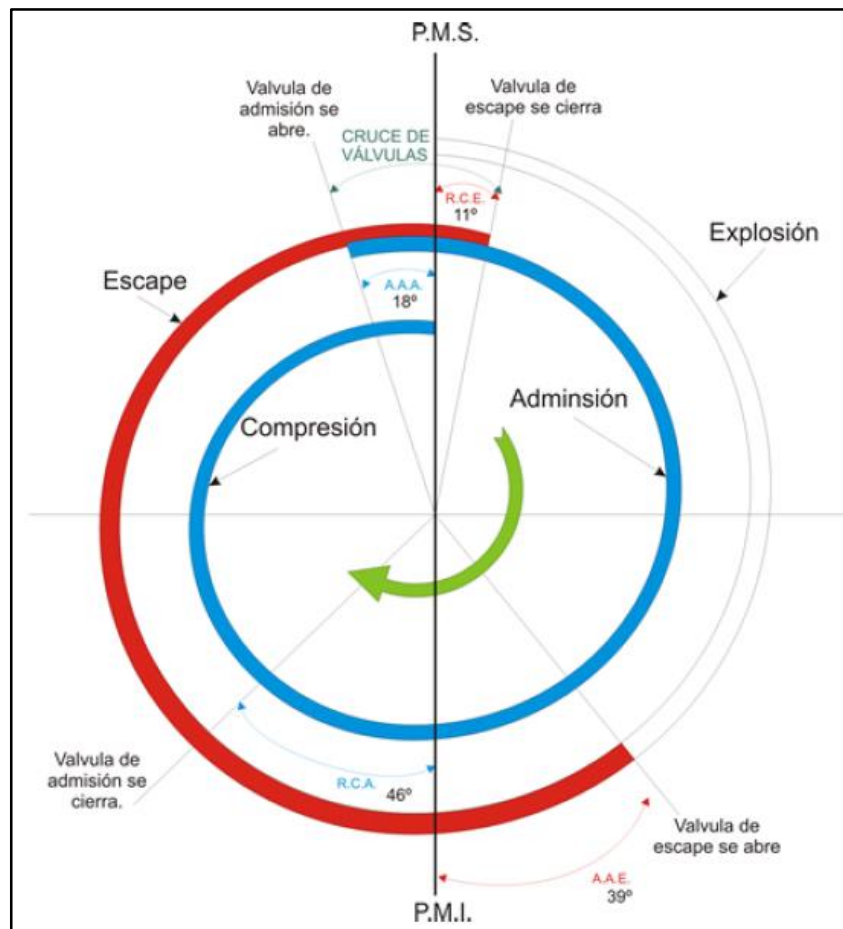 P.M.S.
Valvula de
admisión se
abre.
Valvula de
escape se cierra
CRUCE DE
VÁLVULAS
R.C.E.
11º
Explosión
Escape
A.A.A.
18º
Adminsión
Compresión
Valvula de
admisión se
cierra.
R.C.A.
46º
Valvula de
escape se abre
A.A.E.
39º
P.M.I.